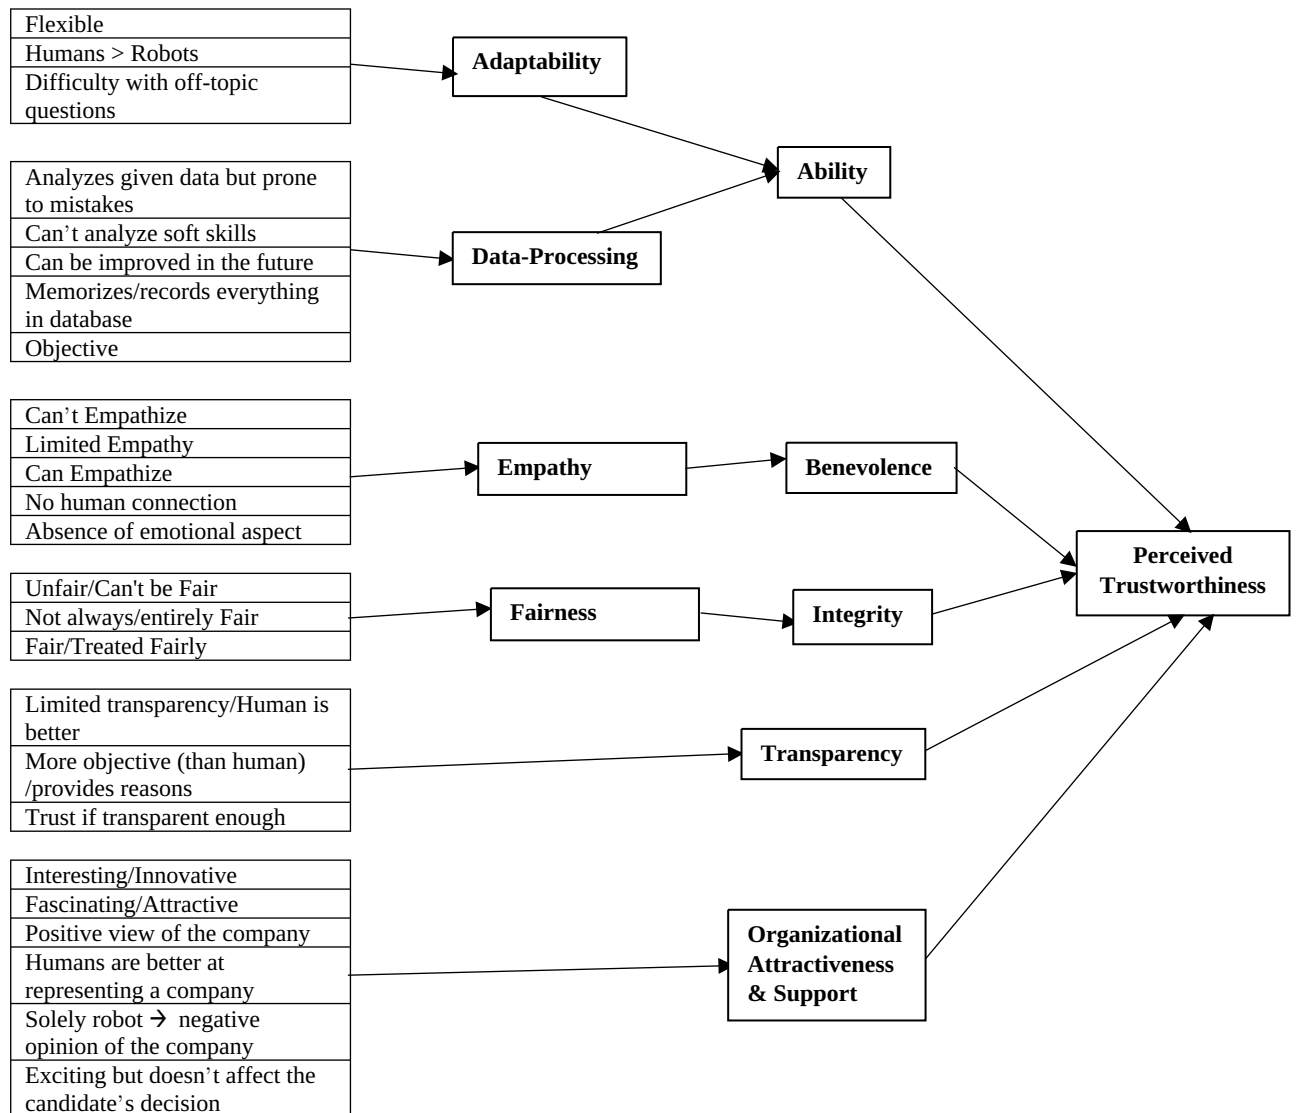 Flexible
Humans > Robots
Difficulty with off-topic
questions
Adaptability
Analyzes given data but prone
to mistakes
Can’t analyze soft skills
Can be improved in the future
Memorizes/records everything
in database
Objective
Data-Processing
Ability
Can’t Empathize
Limited Empathy
Can Empathize
No human connection
Absence of emotional aspect
Empathy
Benevolence
Unfair/Can't be Fair
Not always/entirely Fair
Fair/Treated Fairly
Fairness
Integrity
Perceived
Trustworthiness
Limited transparency/Human is
better
More objective (than human)
/provides reasons
Trust if transparent enough
Transparency
Interesting/Innovative
Fascinating/Attractive
Positive view of the company
Humans are better at
representing a company
Solely robot → negative
opinion of the company
Exciting but doesn’t affect the
candidate’s decision
Organizational
Attractiveness
& Support